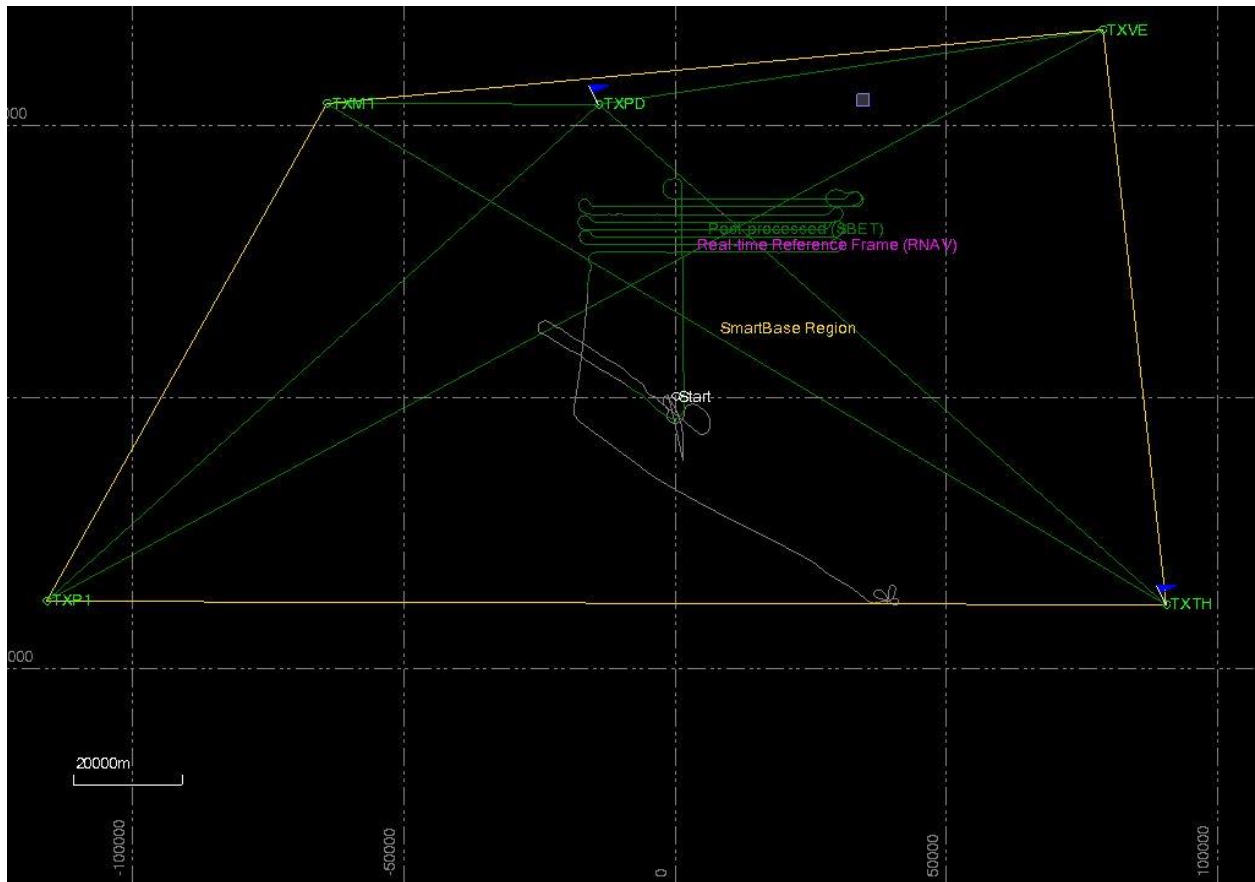 TXVE
TXM1
TXPD
000
Post-processed (SBET)
Real-time Reference Frame (RNAV)
SmartBase Region
Start
TXP1
TXTH
000
20000m
-100000
-50000
0
50000
100000